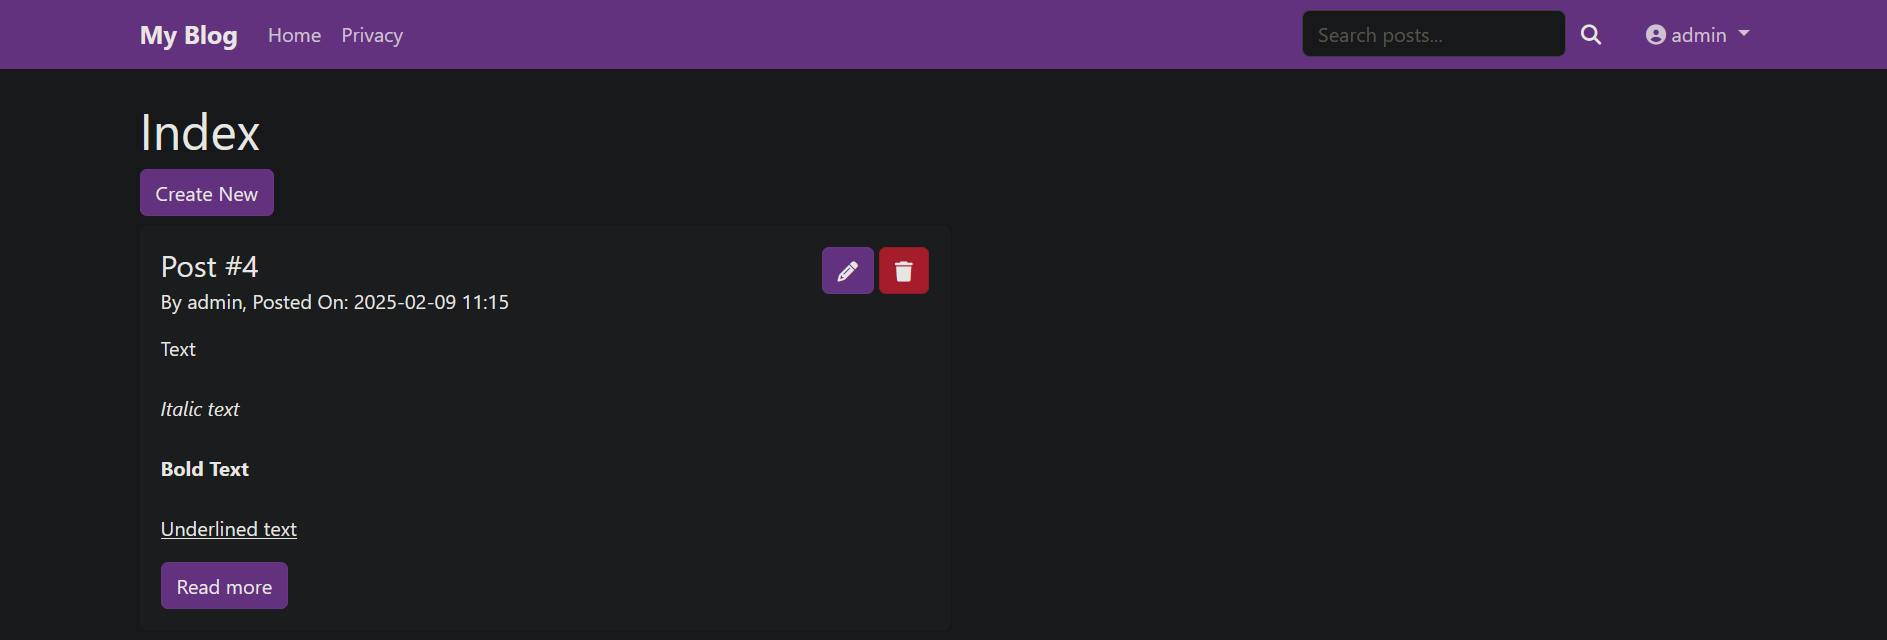 My Blog Home Privacy Search posts... admin
Index
Create New
Post #4
By admin, Posted On: 2025-02-09 11:15
Text
Italic text
Bold Text
Underlined text
Read more